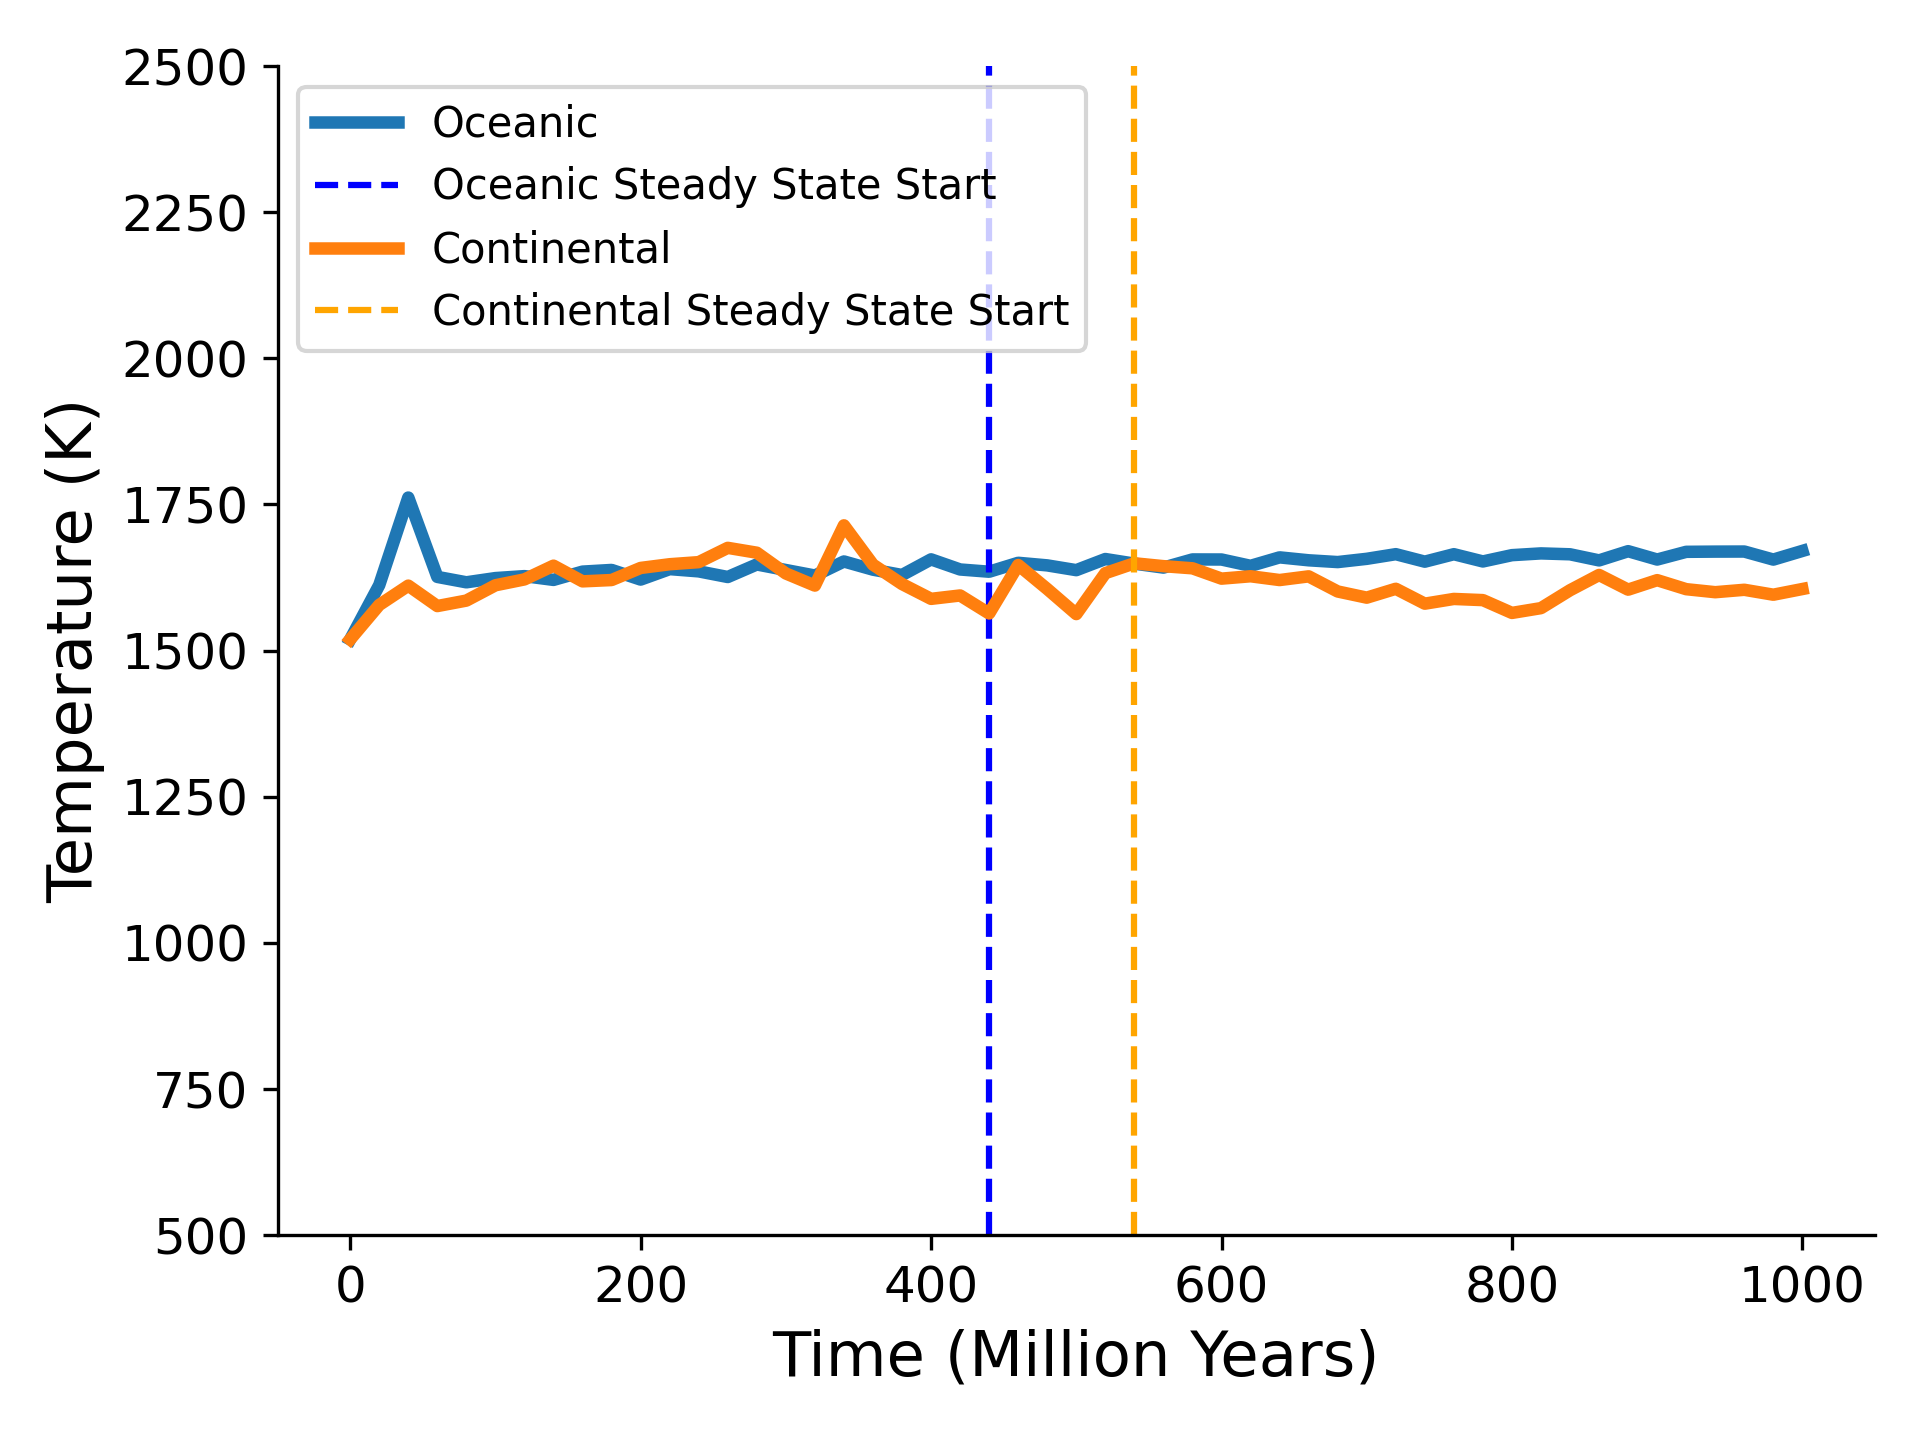 2500
2250
2000
1750
1500
1250
1000
750
500
Temperature (K)
Oceanic
Oceanic Steady State Start
Continental
Continental Steady State Start
0 200 400 600 800 1000
Time (Million Years)